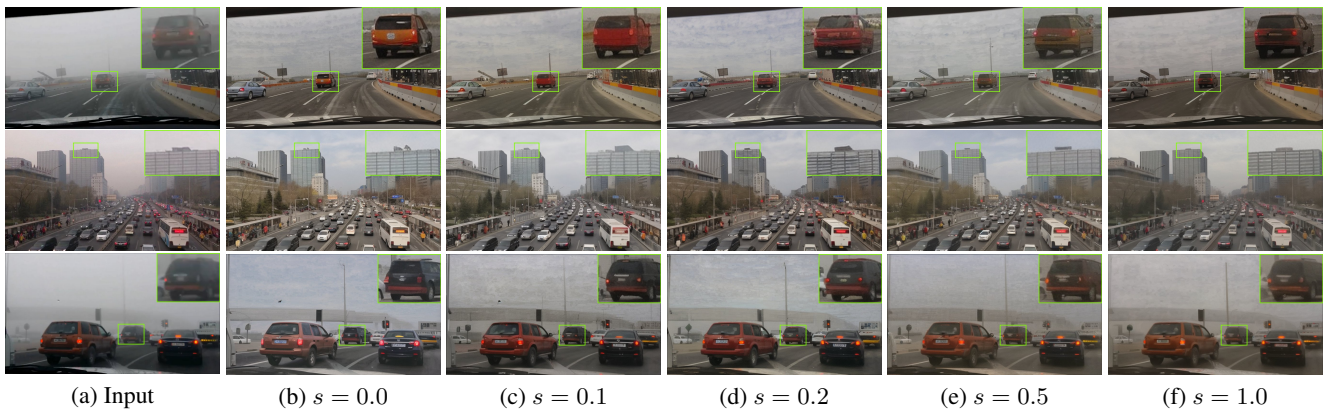 (a) Input (b) s = 0.0 (c) s = 0.1 (d) s = 0.2 (e) s = 0.5 (f) s = 1.0